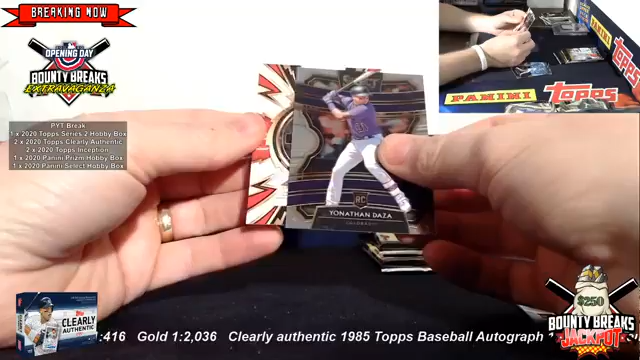 BREAKING NOW
OPENING DAY
BOUNTY BREAKS
EXTRAVAGANZA
PYT Break
1 x 2020 Topps Series 2 Hobby Box
2 x 2020 Topps Clearly Authentic
2 x 2020 Topps Inception
1 x 2020 Panini Prizm Hobby Box
1 x 2020 Panini Select Hobby Box
RC
YONATHAN DAZA
PANINI
Topps
PANINI
Topps
topps
CLEARLY
AUTHENTIC
:416 Gold 1:2,036 Clearly authentic 1985 Topps Baseball Autograph
$250
BOUNTY BREAKS
JACKPOT